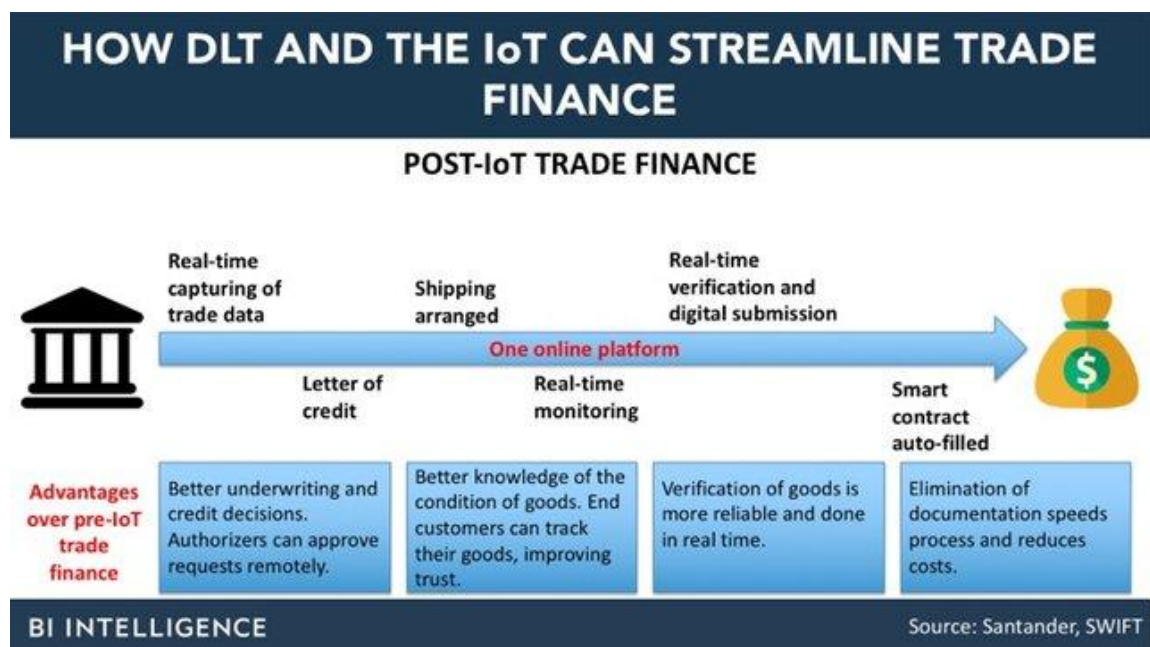 HOW DLT AND THE IoT CAN STREAMLINE TRADE
FINANCE
POST-IoT TRADE FINANCE
Real-time
capturing of
trade data
Shipping
arranged
Real-time
verification and
digital submission
One online platform
$
Letter of
credit
Real-time
monitoring
Smart
contract
auto-filled
Advantages
over pre-IoT
trade
finance
Better underwriting and
credit decisions.
Authorizers can approve
requests remotely.
Better knowledge of the
condition of goods. End
customers can track
their goods, improving
trust.
Verification of goods is
more reliable and done
in real time.
Elimination of
documentation speeds
process and reduces
costs.
BI INTELLIGENCE
Source: Santander, SWIFT